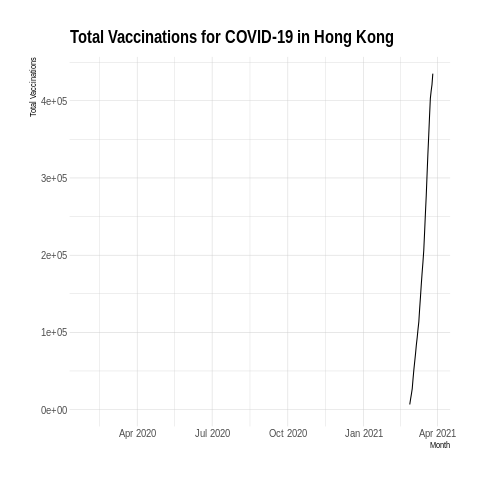 Total Vaccinations for COVID-19 in Hong Kong
Total Vaccinations
4e+05
3e+05
2e+05
1e+05
0e+00
Apr 2020 Jul 2020 Oct 2020 Jan 2021 Apr 2021
Month